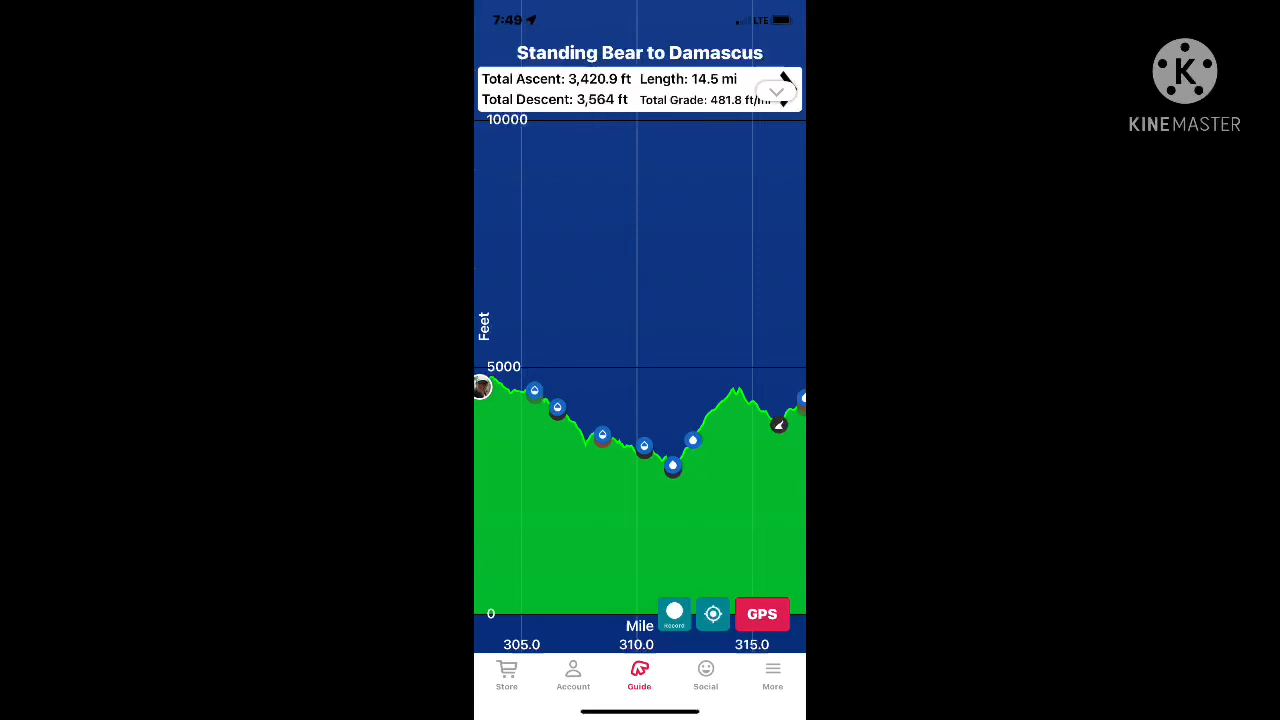 7:49
LTE
Standing Bear to Damascus
Total Ascent: 3,420.9 ft Length: 14.5 mi
Total Descent: 3,564 ft Total Grade: 481.8 ft/mi
K
KINEMASTER
10000
Feet
5000
0
Record
GPS
Mile
305.0 310.0 315.0
Store Account Guide Social More